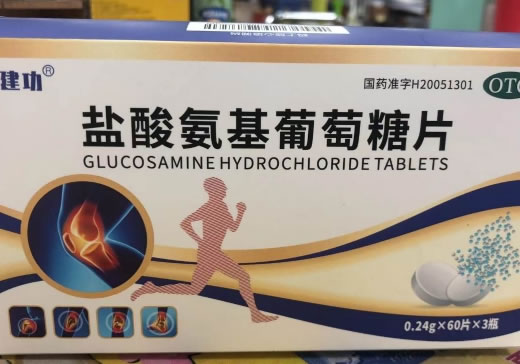 建功®
国药准字H20051301
OTC
盐酸氨基葡萄糖片
GLUCOSAMINE HYDROCHLORIDE TABLETS
0.24g×60片×3瓶